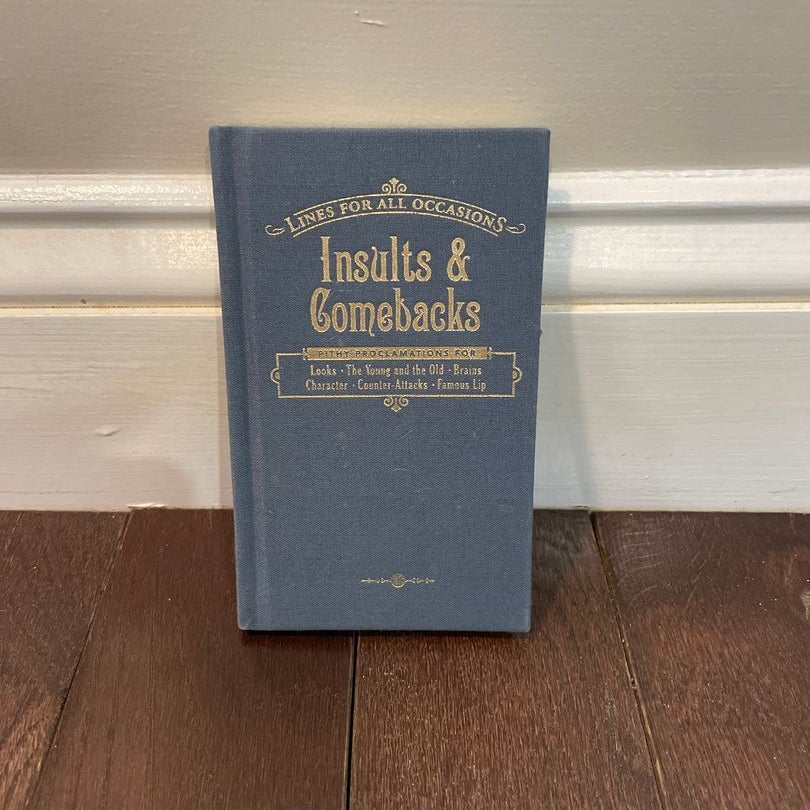 LINES FOR ALL OCCASIONS
Insults &
Comebacks
PITHY PROCLAMATIONS FOR
Looks · The Young and the Old · Brains
Character · Counter-Attacks · Famous Lip